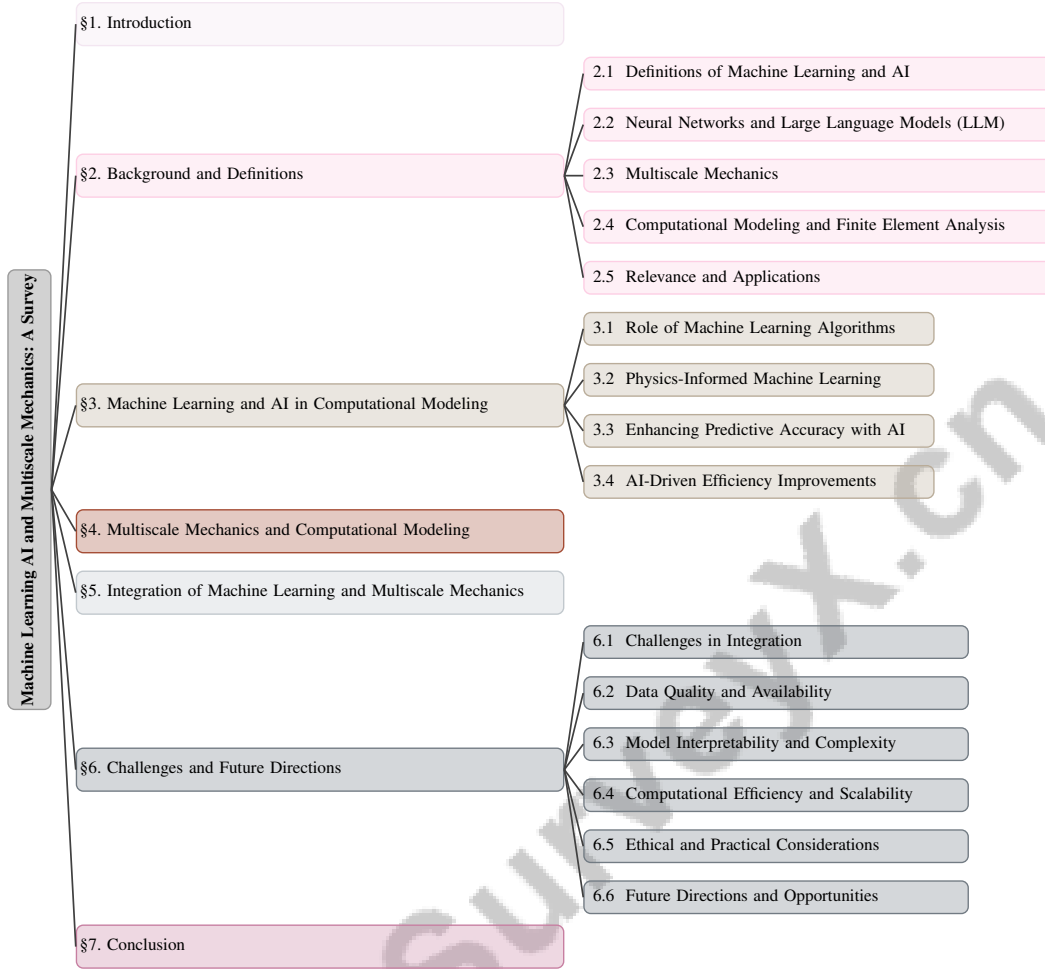 Machine Learning AI and Multiscale Mechanics: A Survey
§1. Introduction
§2. Background and Definitions
2.1 Definitions of Machine Learning and AI
2.2 Neural Networks and Large Language Models (LLM)
2.3 Multiscale Mechanics
2.4 Computational Modeling and Finite Element Analysis
2.5 Relevance and Applications
§3. Machine Learning and AI in Computational Modeling
3.1 Role of Machine Learning Algorithms
3.2 Physics-Informed Machine Learning
3.3 Enhancing Predictive Accuracy with AI
3.4 AI-Driven Efficiency Improvements
§4. Multiscale Mechanics and Computational Modeling
§5. Integration of Machine Learning and Multiscale Mechanics
§6. Challenges and Future Directions
6.1 Challenges in Integration
6.2 Data Quality and Availability
6.3 Model Interpretability and Complexity
6.4 Computational Efficiency and Scalability
6.5 Ethical and Practical Considerations
6.6 Future Directions and Opportunities
§7. Conclusion
Surveyx.cn